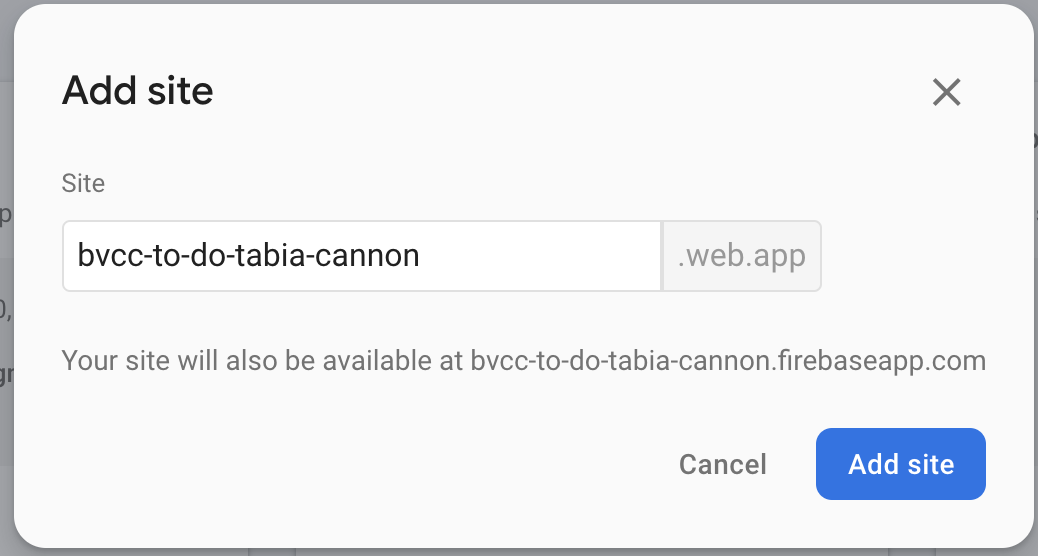 Add site
Site
bvcc-to-do-tabia-cannon .web.app
Your site will also be available at bvcc-to-do-tabia-cannon.firebaseapp.com
Cancel Add site